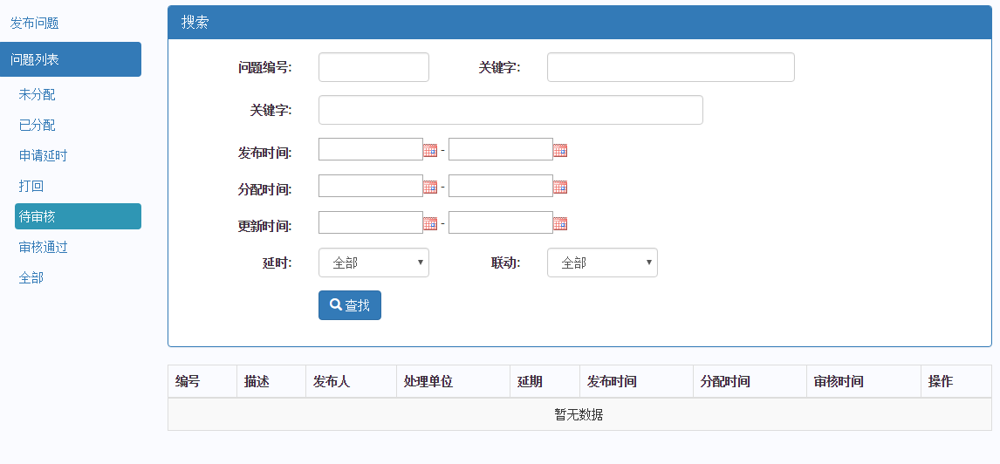 发布问题
问题列表
未分配
已分配
申请延时
打回
待审核
审核通过
全部
搜索
问题编号: 关键字:
关键字:
发布时间: -
分配时间: -
更新时间: -
延时: 全部 联动: 全部
查找
编号 描述 发布人 处理单位 延期 发布时间 分配时间 审核时间 操作
暂无数据